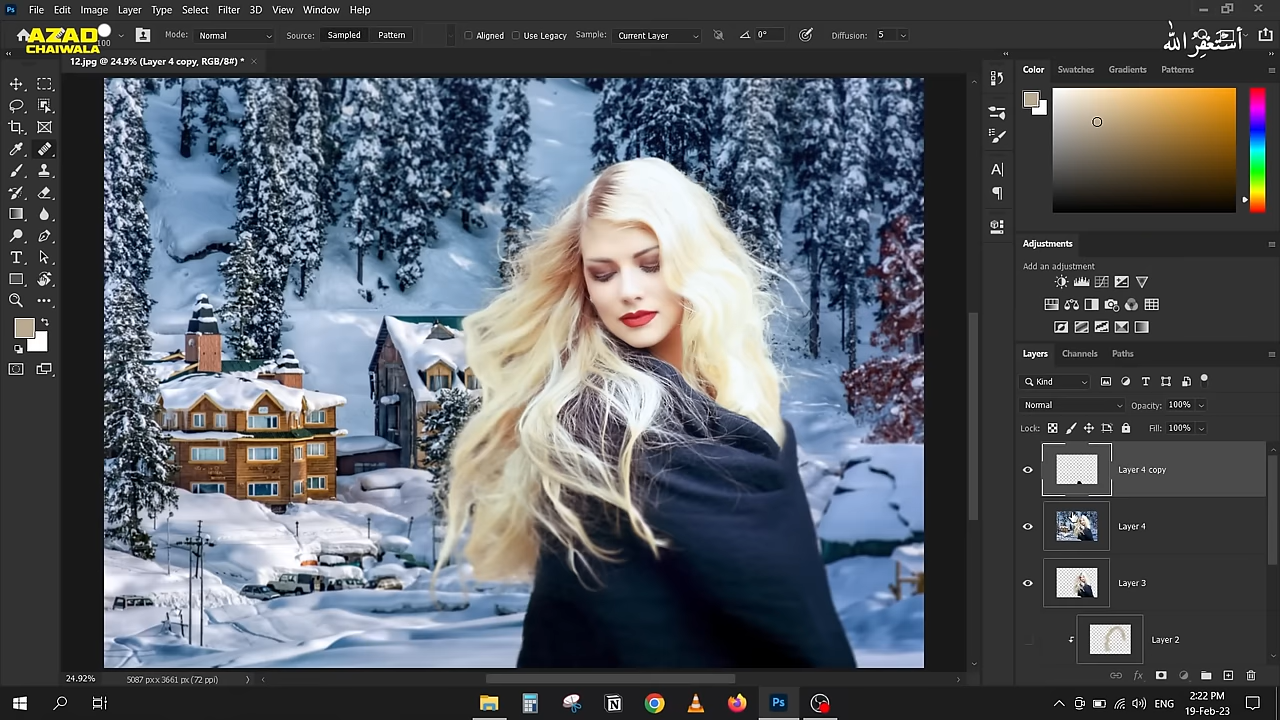 Ps File Edit Image Layer Type Select Filter 3D View Window Help
AZAD
CHAIWALA
100
Mode: Normal Source: Sampled Pattern Aligned Use Legacy Sample: Current Layer 0° Diffusion: 5
أستغفر الله
12.jpg @ 24.9% (Layer 4 copy, RGB/8#) *
Color Swatches Gradients Patterns
Adjustments
Add an adjustment
Layers Channels Paths
Kind
Normal Opacity: 100%
Lock: Fill: 100%
Layer 4 copy
Layer 4
Layer 3
Layer 2
24.92% 5087 px x 3661 px (72 ppi)
Ps ENG 2:22 PM
19-Feb-23